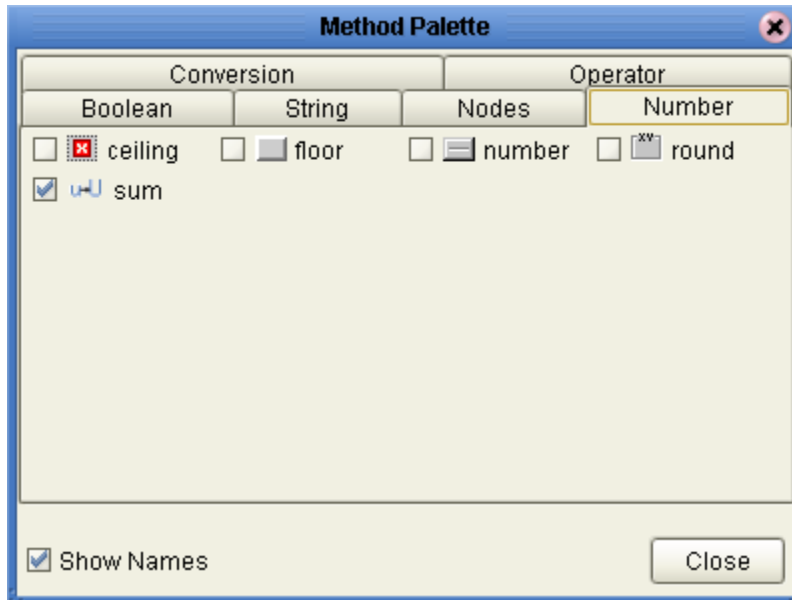 Method Palette
Conversion Operator
Boolean String Nodes Number
ceiling floor number round
sum
Show Names Close